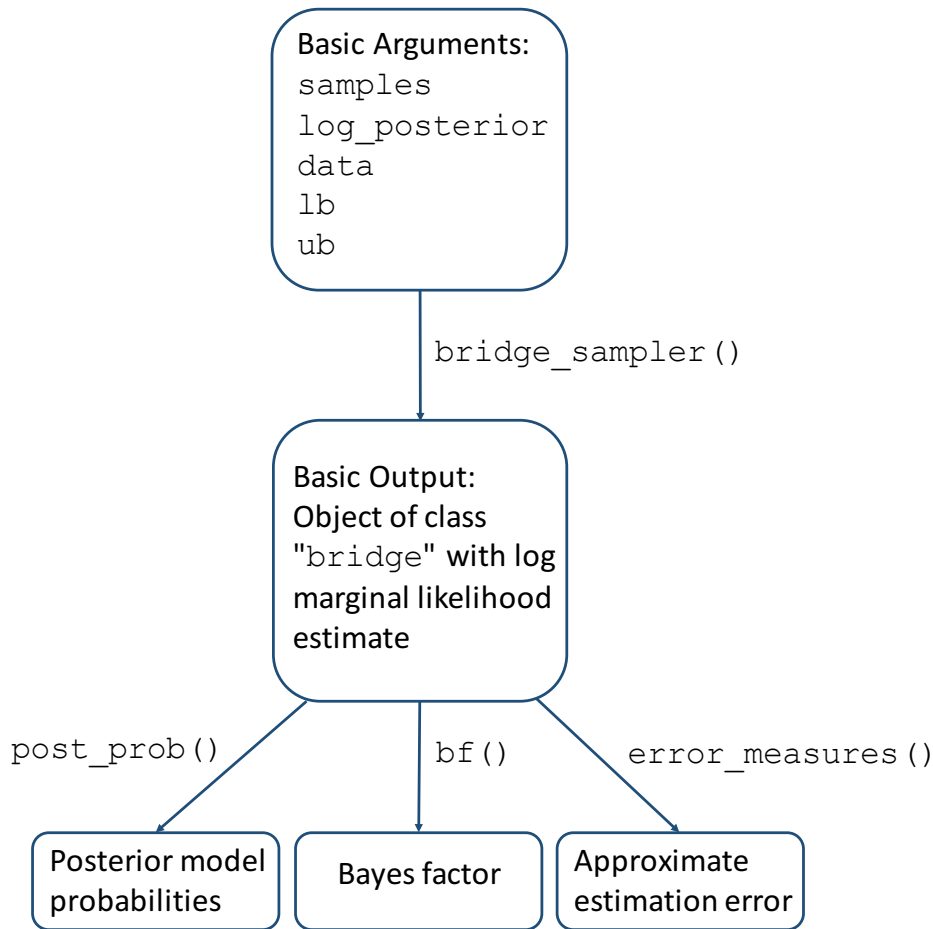 Basic Arguments:
samples
log_posterior
data
lb
ub
bridge_sampler()
Basic Output:
Object of class
"bridge" with log
marginal likelihood
estimate
post_prob()
bf()
error_measures()
Posterior model
probabilities
Bayes factor
Approximate
estimation error